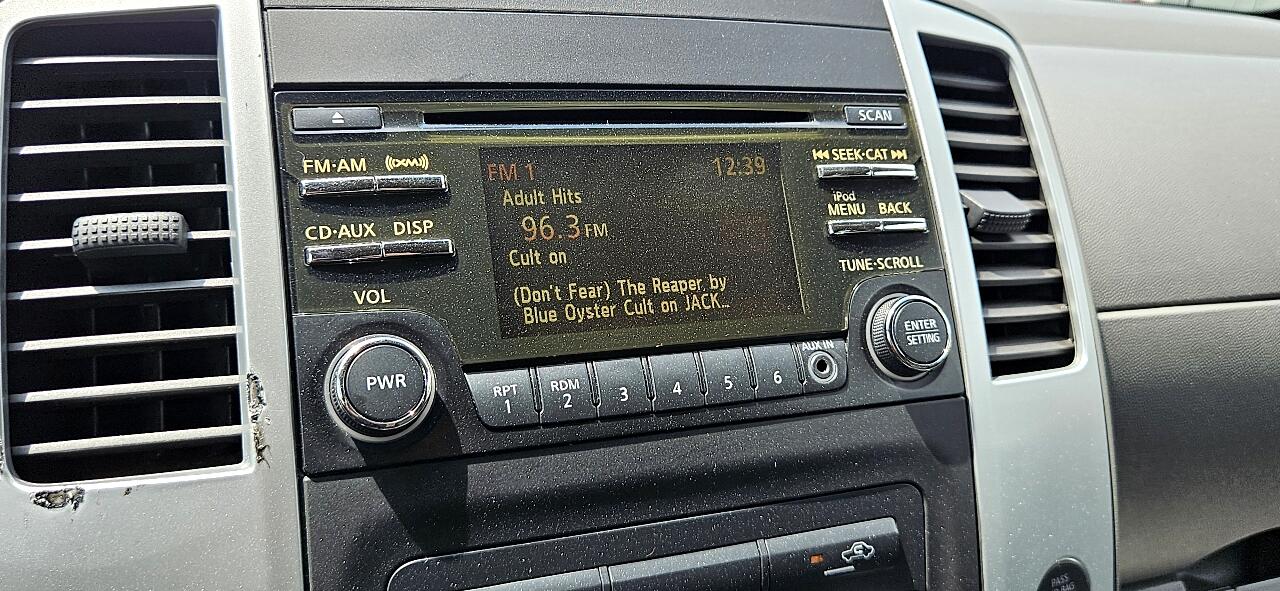 SCAN
FM·AM ((XM))
SEEK·CAT
FM 1 12:39
Adult Hits
iPod
MENU BACK
96.3 FM
CD·AUX DISP
Cult on
TUNE·SCROLL
(Don't Fear) The Reaper by
Blue Oyster Cult on JACK...
VOL
ENTER
SETTING
AUX IN
PWR
RPT
1
RDM
2
3
4
5
6
PASS